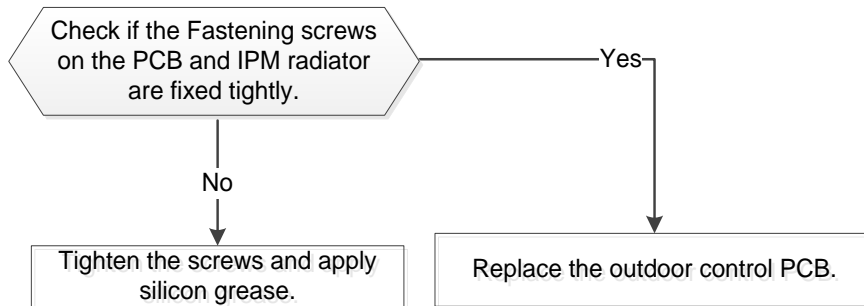 Check if the Fastening screws
on the PCB and IPM radiator
are fixed tightly.
Yes
No
Tighten the screws and apply
silicon grease.
Replace the outdoor control PCB.